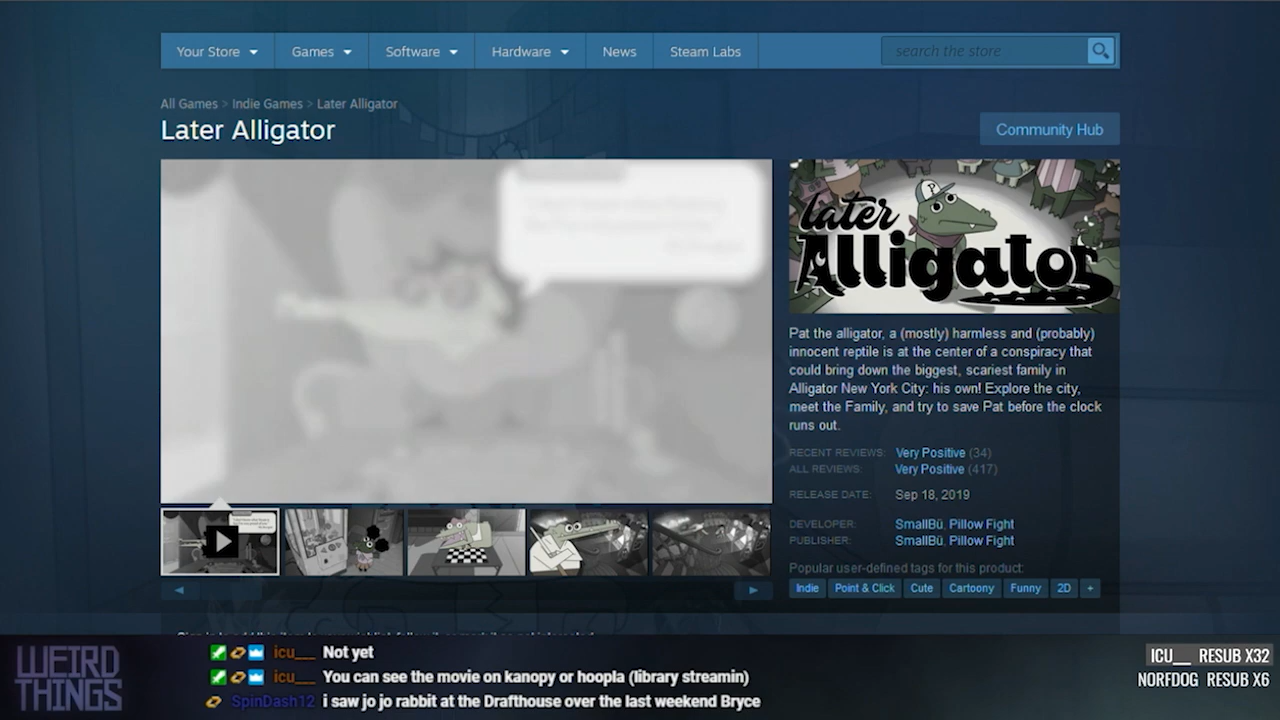 Your Store
Games
Software
Hardware
News
Steam Labs
search the store
All Games > Indie Games > Later Alligator
Later Alligator
Community Hub
later
Alligator
Pat the alligator, a (mostly) harmless and (probably)
innocent reptile is at the center of a conspiracy that
could bring down the biggest, scariest family in
Alligator New York City: his own! Explore the city,
meet the Family, and try to save Pat before the clock
runs out.
RECENT REVIEWS: Very Positive (34)
ALL REVIEWS: Very Positive (417)
RELEASE DATE: Sep 18, 2019
DEVELOPER: SmallBü, Pillow Fight
PUBLISHER: SmallBü, Pillow Fight
Popular user-defined tags for this product:
Indie Point & Click Cute Cartoony Funny 2D +
WEIRD
THINGS
icu__ Not yet
icu__ You can see the movie on kanopy or hoopla (library streamin)
SpinDash12 i saw jo jo rabbit at the Drafthouse over the last weekend Bryce
ICU__ RESUB X32
NORFDOG RESUB X6